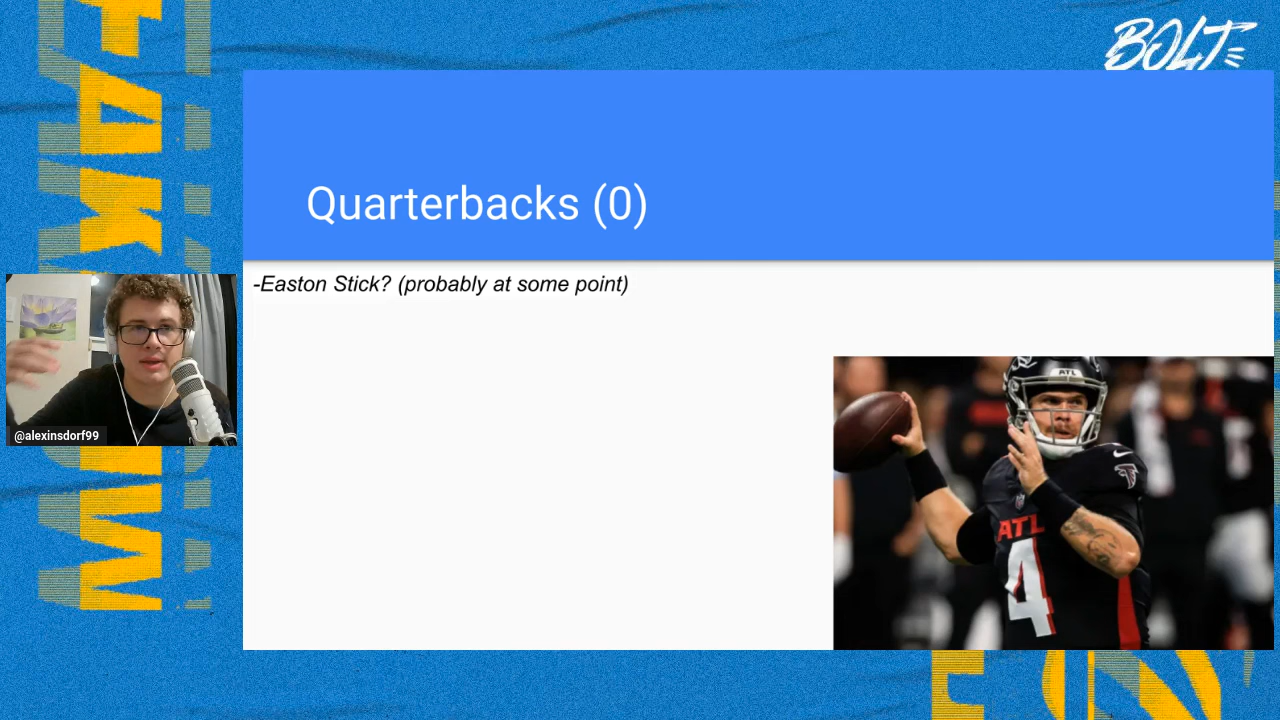 BOLT
Quarterbacks (0)
-Easton Stick? (probably at some point)
@alexinsdorf99
ATL
ATL
4